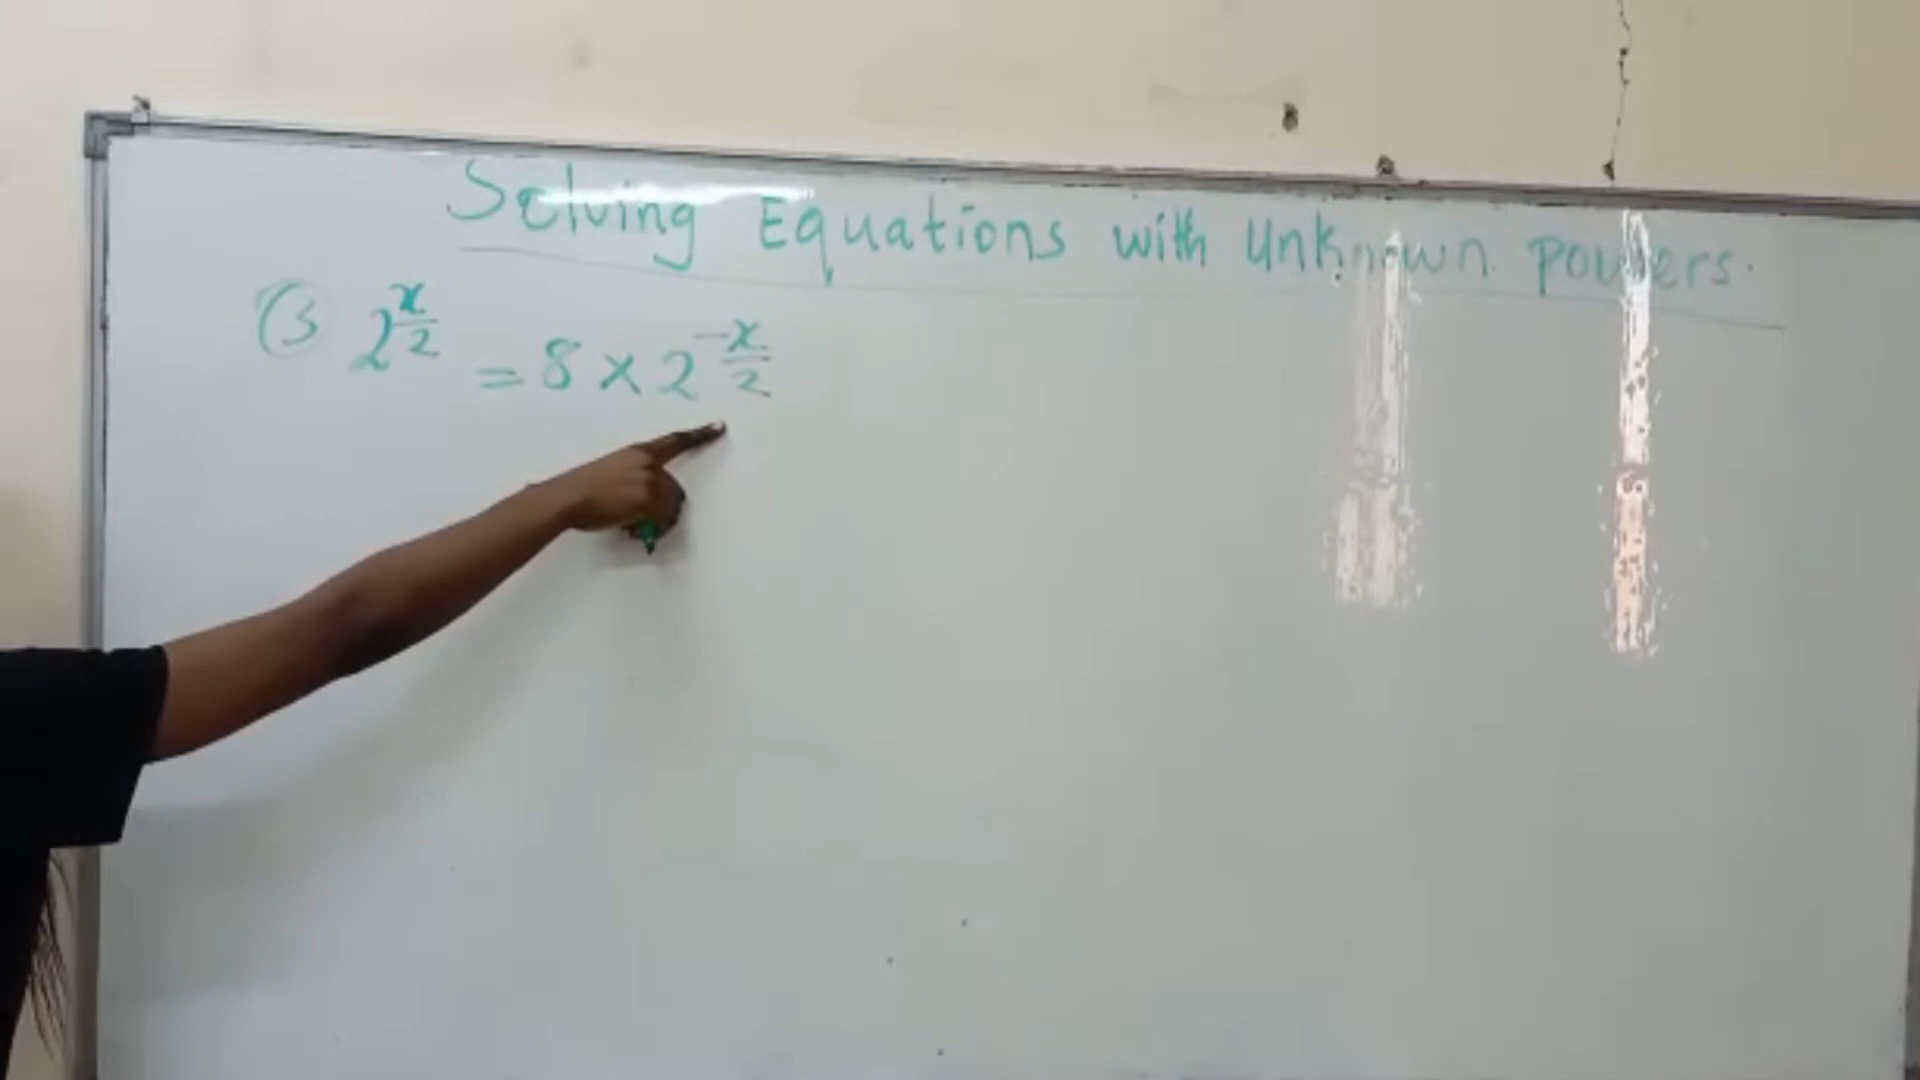 Solving Equations with Unknown powers.
③ 2^{x/2} = 8 × 2^{-x/2}